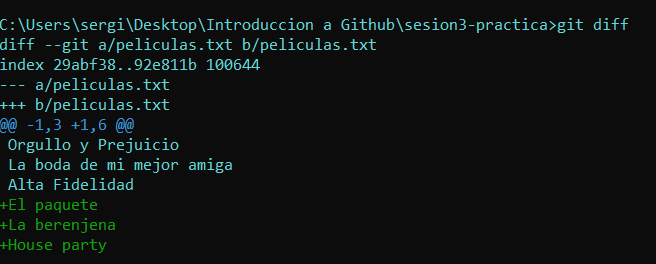 C:\Users\sergi\Desktop\Introduccion a Github\sesion3-practica>git diff
diff --git a/peliculas.txt b/peliculas.txt
index 29abf38..92e811b 100644
--- a/peliculas.txt
+++ b/peliculas.txt
@@ -1,3 +1,6 @@
 Orgullo y Prejuicio
 La boda de mi mejor amiga
 Alta Fidelidad
+El paquete
+La berenjena
+House party